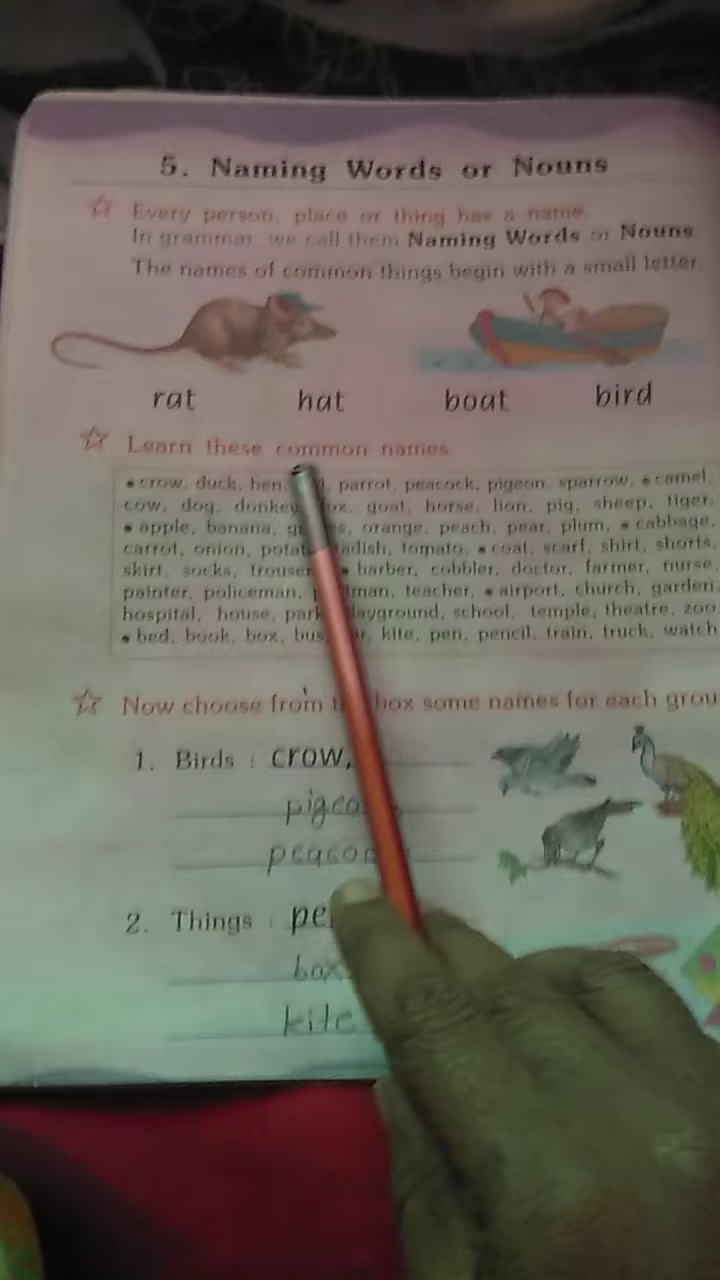 5. Naming Words or Nouns
Every person, place or thing has a name.
In grammar, we call them Naming Words or Nouns
The names of common things begin with a small letter
rat hat boat bird
Learn these common names
• crow, duck, hen, parrot, peacock, pigeon, sparrow, • camel,
cow, dog, donkey, goat, horse, lion, pig, sheep, tiger,
• apple, banana, orange, peach, pear, plum, • cabbage,
carrot, onion, tomato, • coat, scarf, shirt, shorts,
skirt, socks, • barber, cobbler, doctor, farmer, nurse,
painter, policeman, teacher, • airport, church, garden,
hospital, house, park, playground, school, temple, theatre, zoo
• bed, book, box, kite, pen, pencil, train, truck, watch
Now choose from box some names for each
1. Birds : crow,
2. Things :
box
kite